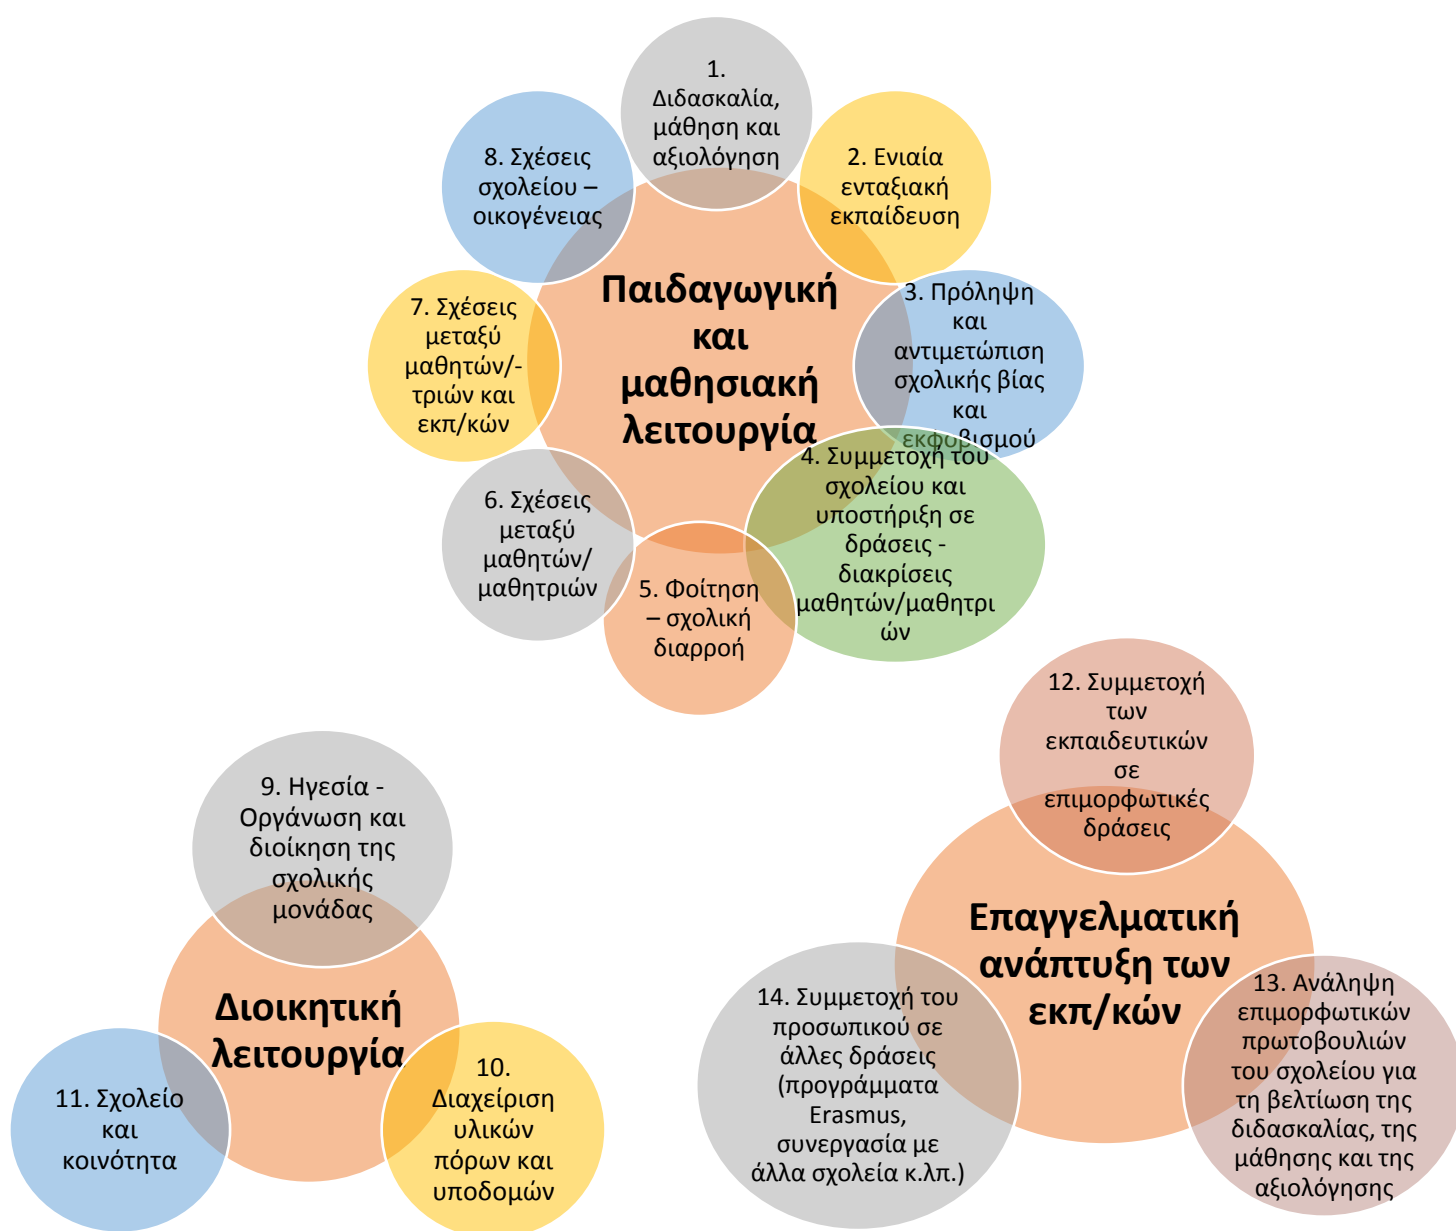 1.
Διδασκαλία,
μάθηση και
αξιολόγηση
2. Ενιαία
ενταξιακή
εκπαίδευση
3. Πρόληψη
και
αντιμετώπιση
σχολικής βίας
και
εκφοβισμού
4. Συμμετοχή του
σχολείου και
υποστήριξη σε
δράσεις -
διακρίσεις
μαθητών/μαθητρι
ών
5. Φοίτηση
– σχολική
διαρροή
6. Σχέσεις
μεταξύ
μαθητών/
μαθητριών
7. Σχέσεις
μεταξύ
μαθητών/-
τριών και
εκπ/κών
8. Σχέσεις
σχολείου –
οικογένειας
Παιδαγωγική
και
μαθησιακή
λειτουργία
9. Ηγεσία -
Οργάνωση και
διοίκηση της
σχολικής
μονάδας
Διοικητική
λειτουργία
10.
Διαχείριση
υλικών
πόρων και
υποδομών
11. Σχολείο
και
κοινότητα
12. Συμμετοχή
των
εκπαιδευτικών
σε
επιμορφωτικές
δράσεις
Επαγγελματική
ανάπτυξη των
εκπ/κών
13. Ανάληψη
επιμορφωτικών
πρωτοβουλιών
του σχολείου για
τη βελτίωση της
διδασκαλίας, της
μάθησης και της
αξιολόγησης
14. Συμμετοχή του
προσωπικού σε
άλλες δράσεις
(προγράμματα
Erasmus,
συνεργασία με
άλλα σχολεία κ.λπ.)